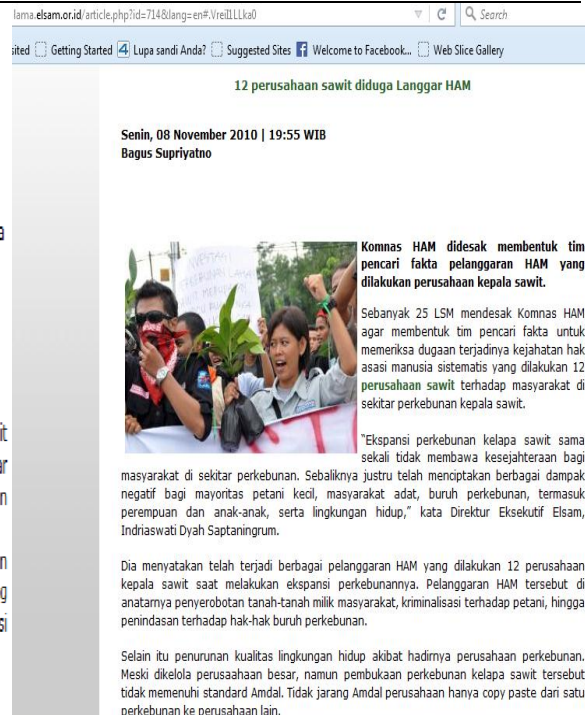 lama.elsam.or.id/article.php?id=714&lang=en#.Vreil1LLka0
Search
sited Getting Started 4 Lupa sandi Anda? Suggested Sites Welcome to Facebook... Web Slice Gallery
12 perusahaan sawit diduga Langgar HAM
Senin, 08 November 2010 | 19:55 WIB
Bagus Supriyatno
Komnas HAM didesak membentuk tim
pencari fakta pelanggaran HAM yang
dilakukan perusahaan kepala sawit.
Sebanyak 25 LSM mendesak Komnas HAM
agar membentuk tim pencari fakta untuk
memeriksa dugaan terjadinya kejahatan hak
asasi manusia sistematis yang dilakukan 12
perusahaan sawit terhadap masyarakat di
sekitar perkebunan kepala sawit.
"Ekspansi perkebunan kelapa sawit sama
sekali tidak membawa kesejahteraan bagi
masyarakat di sekitar perkebunan. Sebaliknya justru telah menciptakan berbagai dampak
negatif bagi mayoritas petani kecil, masyarakat adat, buruh perkebunan, termasuk
perempuan dan anak-anak, serta lingkungan hidup," kata Direktur Eksekutif Elsam,
Indriaswati Dyah Saptaningrum.
Dia menyatakan telah terjadi berbagai pelanggaran HAM yang dilakukan 12 perusahaan
kepala sawit saat melakukan ekspansi perkebunannya. Pelanggaran HAM tersebut di
anatarnya penyerobotan tanah-tanah milik masyarakat, kriminalisasi terhadap petani, hingga
penindasan terhadap hak-hak buruh perkebunan.
Selain itu penurunan kualitas lingkungan hidup akibat hadirnya perusahaan perkebunan.
Meski dikelola perusaahaan besar, namun pembukaan perkebunan kelapa sawit tersebut
tidak memenuhi standard Amdal. Tidak jarang Amdal perusahaan hanya copy paste dari satu
perkebunan ke perusahaan lain.